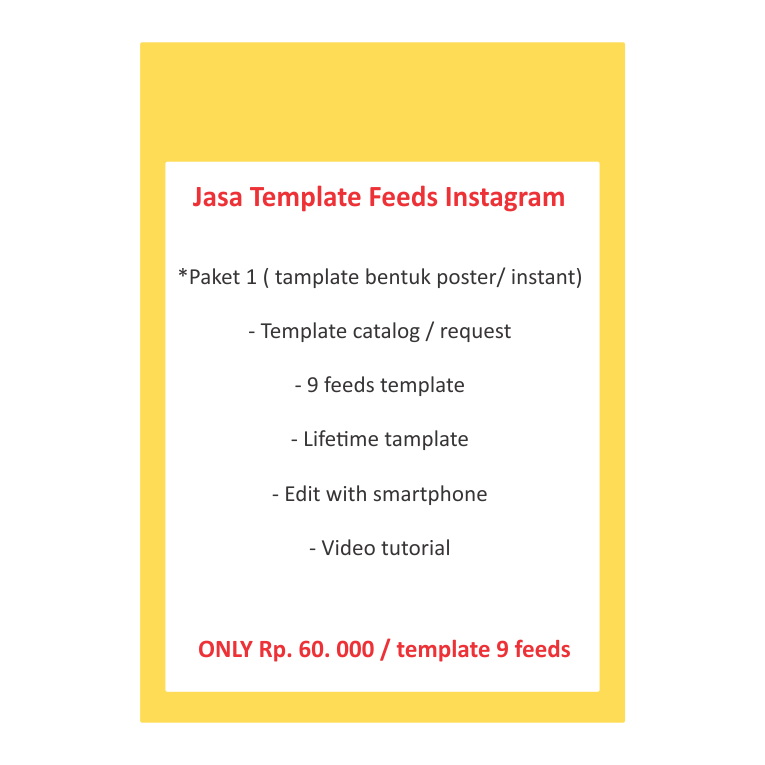 Jasa Template Feeds Instagram
*Paket 1 ( tamplate bentuk poster/ instant)
- Template catalog / request
- 9 feeds template
- Lifetime tamplate
- Edit with smartphone
- Video tutorial
ONLY Rp. 60. 000 / template 9 feeds